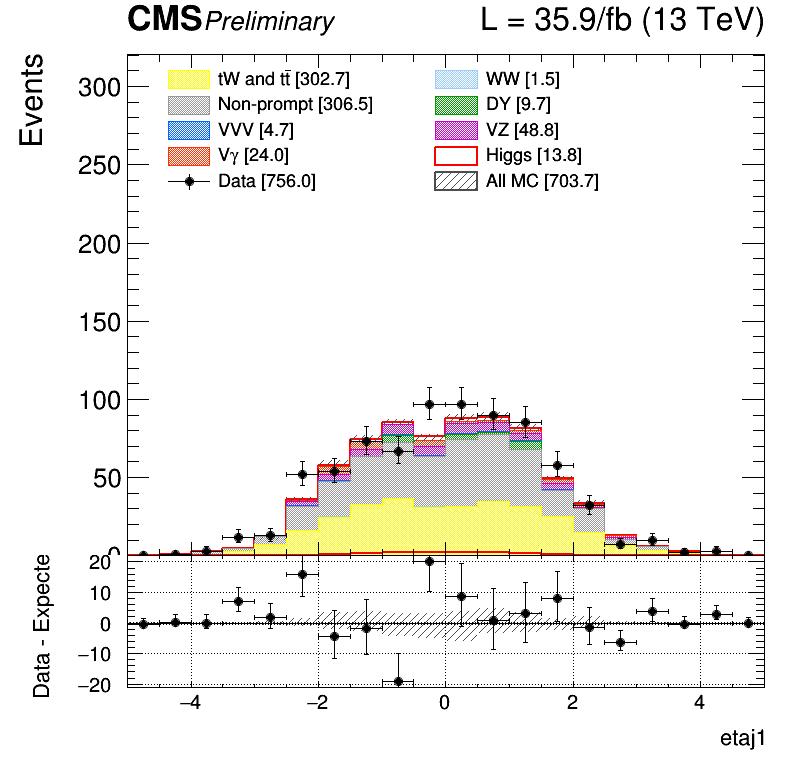 CMS Preliminary L = 35.9/fb (13 TeV)
Events
300
250
200
150
100
50
0
tW and tt̄ [302.7]
Non-prompt [306.5]
VVV [4.7]
Vγ [24.0]
Data [756.0]
WW [1.5]
DY [9.7]
VZ [48.8]
Higgs [13.8]
All MC [703.7]
Data - Expecte
20
10
0
−10
−20
−4 −2 0 2 4
etaj1